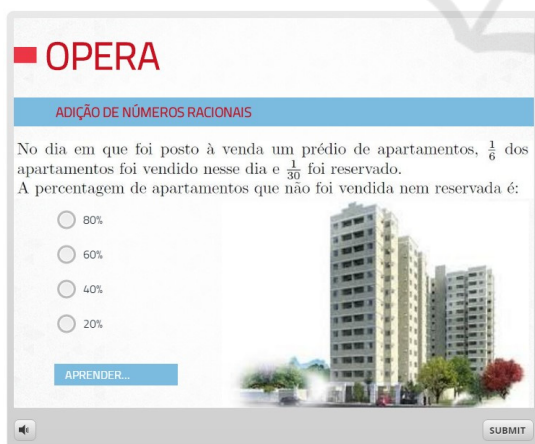 OPERA
ADIÇÃO DE NÚMEROS RACIONAIS
No dia em que foi posto à venda um prédio de apartamentos, 1/6 dos
apartamentos foi vendido nesse dia e 1/30 foi reservado.
A percentagem de apartamentos que não foi vendida nem reservada é:
80%
60%
40%
20%
APRENDER...
SUBMIT